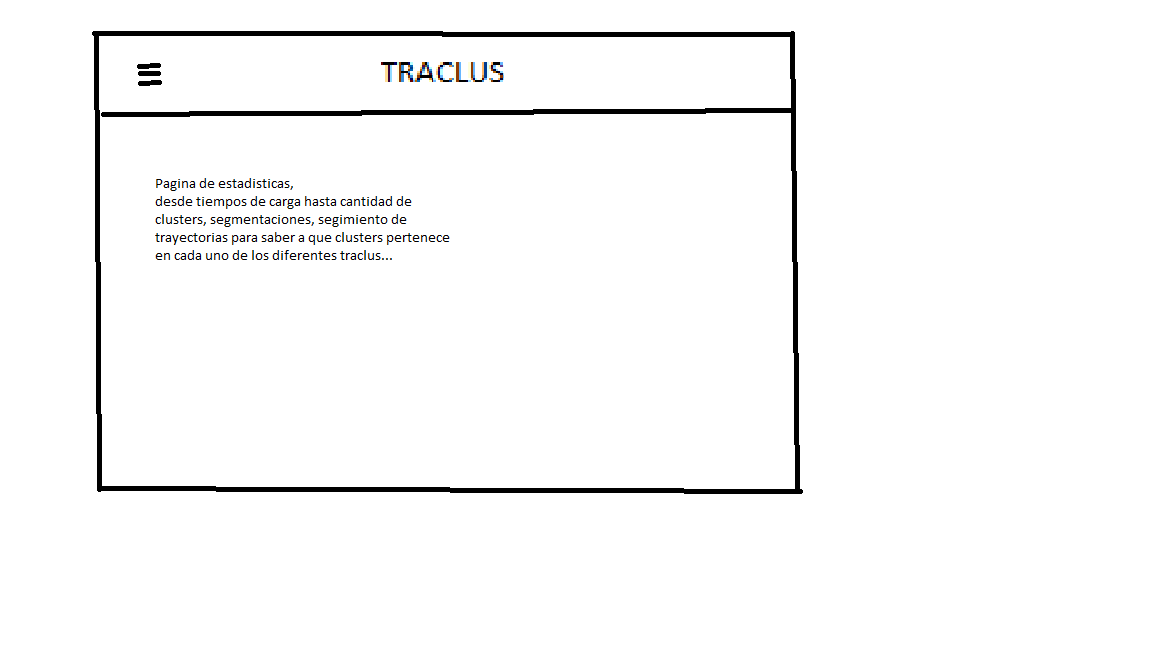 TRACLUS
Pagina de estadisticas,
desde tiempos de carga hasta cantidad de
clusters, segmentaciones, segimiento de
trayectorias para saber a que clusters pertenece
en cada uno de los diferentes traclus...